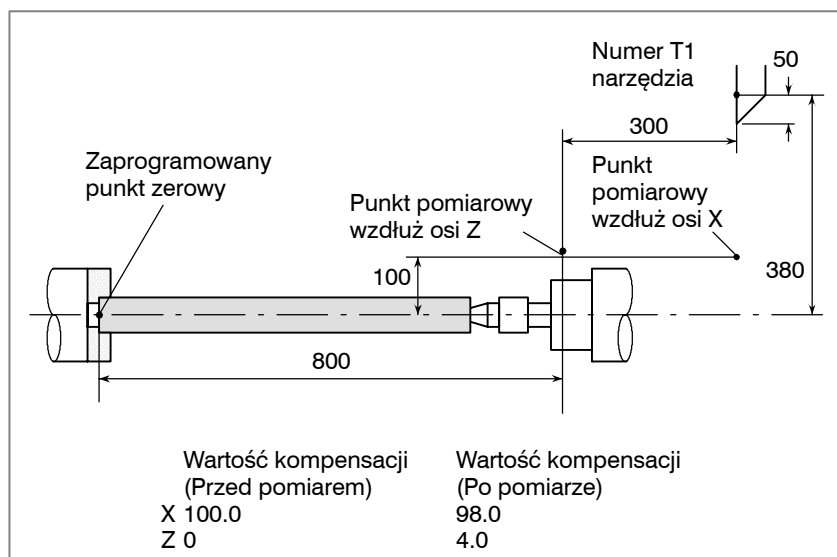 Numer T1
narzędzia
50
300
Zaprogramowany
punkt zerowy
Punkt pomiarowy
wzdłuż osi Z
Punkt
pomiarowy
wzdłuż osi X
100
380
800
Wartość kompensacji
(Przed pomiarem)
X 100.0
Z 0
Wartość kompensacji
(Po pomiarze)
98.0
4.0